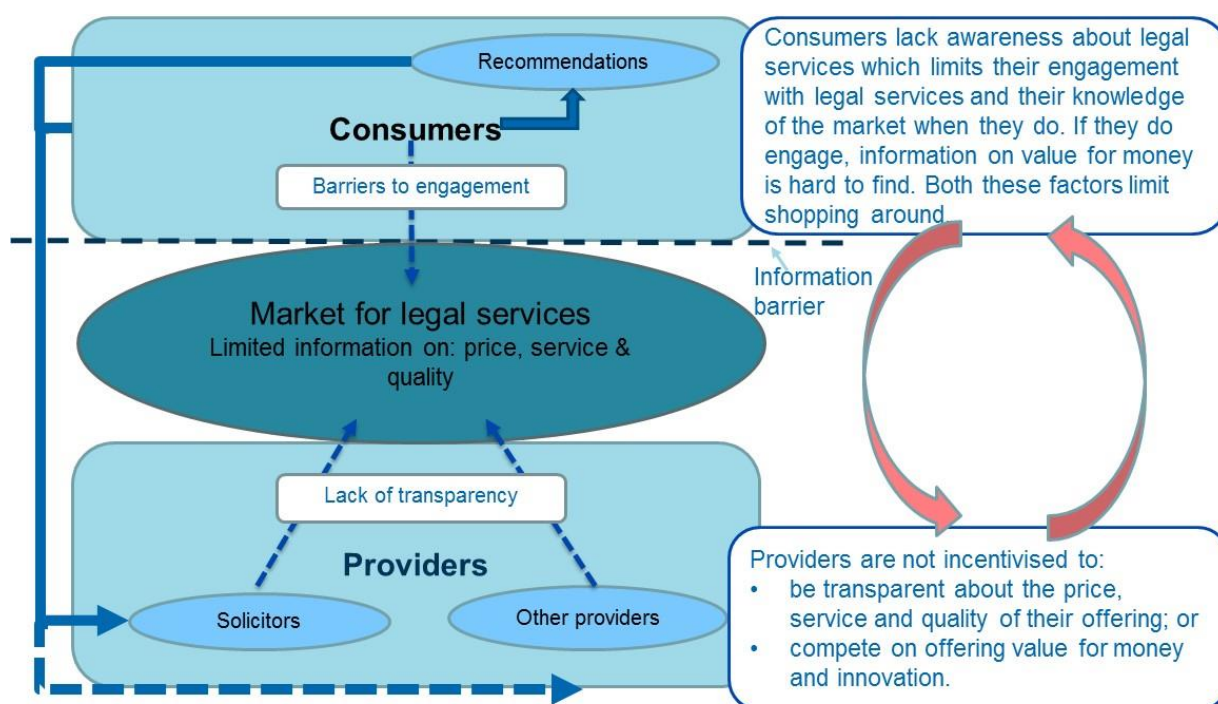 Recommendations
Consumers
Barriers to engagement
Consumers lack awareness about legal
services which limits their engagement
with legal services and their knowledge
of the market when they do. If they do
engage, information on value for money
is hard to find. Both these factors limit
shopping around
Information
barrier
Market for legal services
Limited information on: price, service &
quality
Lack of transparency
Providers
Solicitors
Other providers
Providers are not incentivised to:
• be transparent about the price,
service and quality of their offering; or
• compete on offering value for money
and innovation.